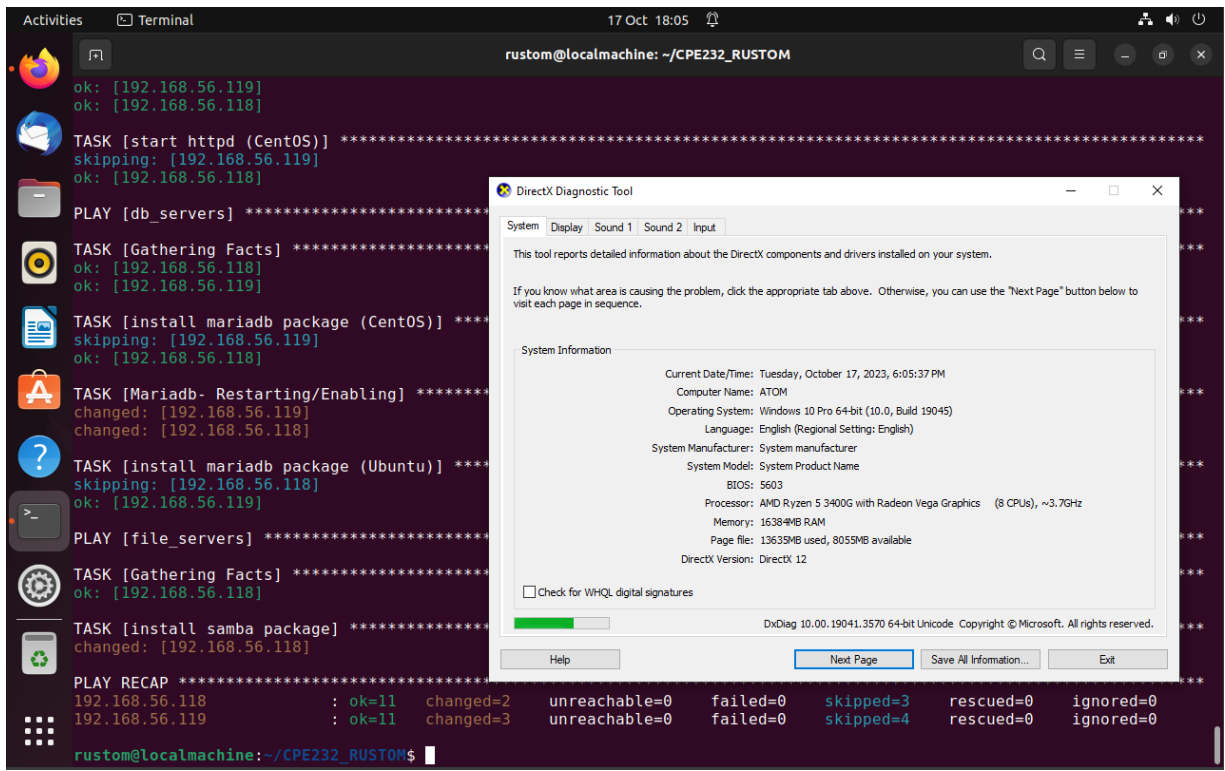 Activities Terminal 17 Oct 18:05
rustom@localmachine: ~/CPE232_RUSTOM
ok: [192.168.56.119]
ok: [192.168.56.118]
TASK [start httpd (CentOS)] ******************************************************************************************
skipping: [192.168.56.119]
ok: [192.168.56.118]
PLAY [db_servers] **************************
TASK [Gathering Facts] *********************
ok: [192.168.56.118]
ok: [192.168.56.119]
TASK [install mariadb package (CentOS)] ****
skipping: [192.168.56.119]
ok: [192.168.56.118]
TASK [Mariadb- Restarting/Enabling] ********
changed: [192.168.56.119]
changed: [192.168.56.118]
TASK [install mariadb package (Ubuntu)] ****
skipping: [192.168.56.118]
ok: [192.168.56.119]
PLAY [file_servers] ************************
TASK [Gathering Facts] *********************
ok: [192.168.56.118]
TASK [install samba package] ***************
changed: [192.168.56.118]
PLAY RECAP *********************************
192.168.56.118 : ok=11 changed=2 unreachable=0 failed=0 skipped=3 rescued=0 ignored=0
192.168.56.119 : ok=11 changed=3 unreachable=0 failed=0 skipped=4 rescued=0 ignored=0
rustom@localmachine:~/CPE232_RUSTOM$
DirectX Diagnostic Tool
System Display Sound 1 Sound 2 Input
This tool reports detailed information about the DirectX components and drivers installed on your system.
If you know what area is causing the problem, click the appropriate tab above. Otherwise, you can use the "Next Page" button below to
visit each page in sequence.
System Information
Current Date/Time: Tuesday, October 17, 2023, 6:05:37 PM
Computer Name: ATOM
Operating System: Windows 10 Pro 64-bit (10.0, Build 19045)
Language: English (Regional Setting: English)
System Manufacturer: System manufacturer
System Model: System Product Name
BIOS: 5603
Processor: AMD Ryzen 5 3400G with Radeon Vega Graphics (8 CPUs), ~3.7GHz
Memory: 16384MB RAM
Page file: 13635MB used, 8055MB available
DirectX Version: DirectX 12
Check for WHQL digital signatures
DxDiag 10.00.19041.3570 64-bit Unicode Copyright © Microsoft. All rights reserved.
Help Next Page Save All Information... Exit